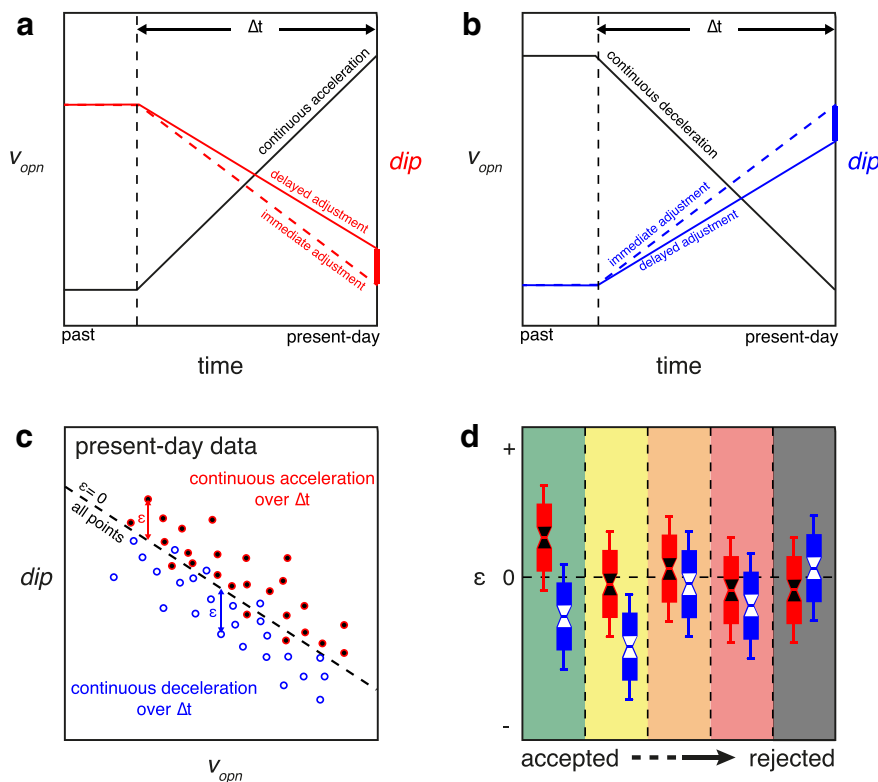 a
Δt
continuous acceleration
delayed adjustment
immediate adjustment
v_opn
dip
past
present-day
time
b
Δt
continuous deceleration
immediate adjustment
delayed adjustment
v_opn
dip
past
present-day
time
c
present-day data
ε= 0
all points
continuous acceleration
over Δt
ε
ε
continuous deceleration
over Δt
dip
v_opn
d
+
ε 0
-
accepted
rejected